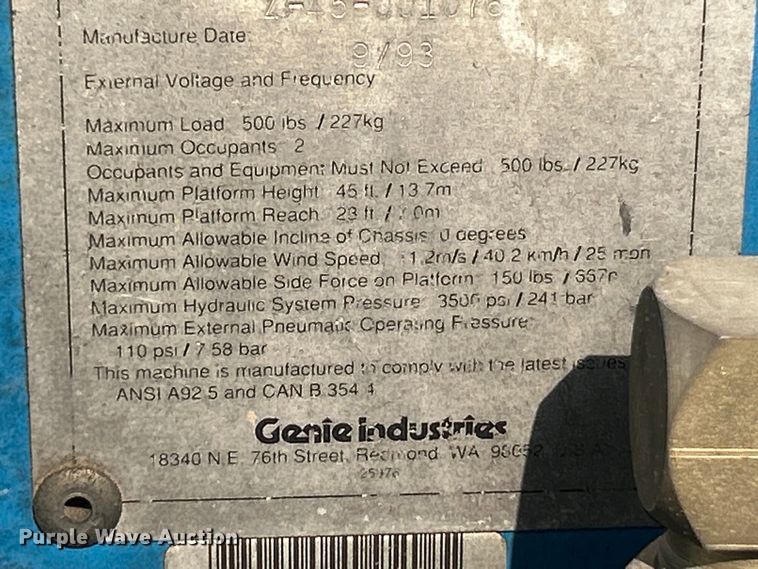 Manufacture Date:
9/93
External Voltage and Frequency
Maximum Load 500 lbs / 227kg
Maximum Occupants 2
Occupants and Equipment Must Not Exceed 500 lbs / 227kg
Maximum Platform Height 45 ft. / 13.7m
Maximum Platform Reach 23 ft /
Maximum Allowable Incline of Chassis 0 degrees
Maximum Allowable Wind Speed / 40.2 km/h / 25 mph
Maximum Allowable Side Force on Platform 150 lbs /
Maximum Hydraulic System Pressure 3500 psi / 241 bar
Maximum External Pneumatic Operating Pressure
110 psi / 7.58 bar
This machine is manufactured to comply with the latest issues
ANSI A92.5 and CAN B 354.4
Genie industries
18340 N.E. 76th Street, Redmond, WA
Purple Wave Auction